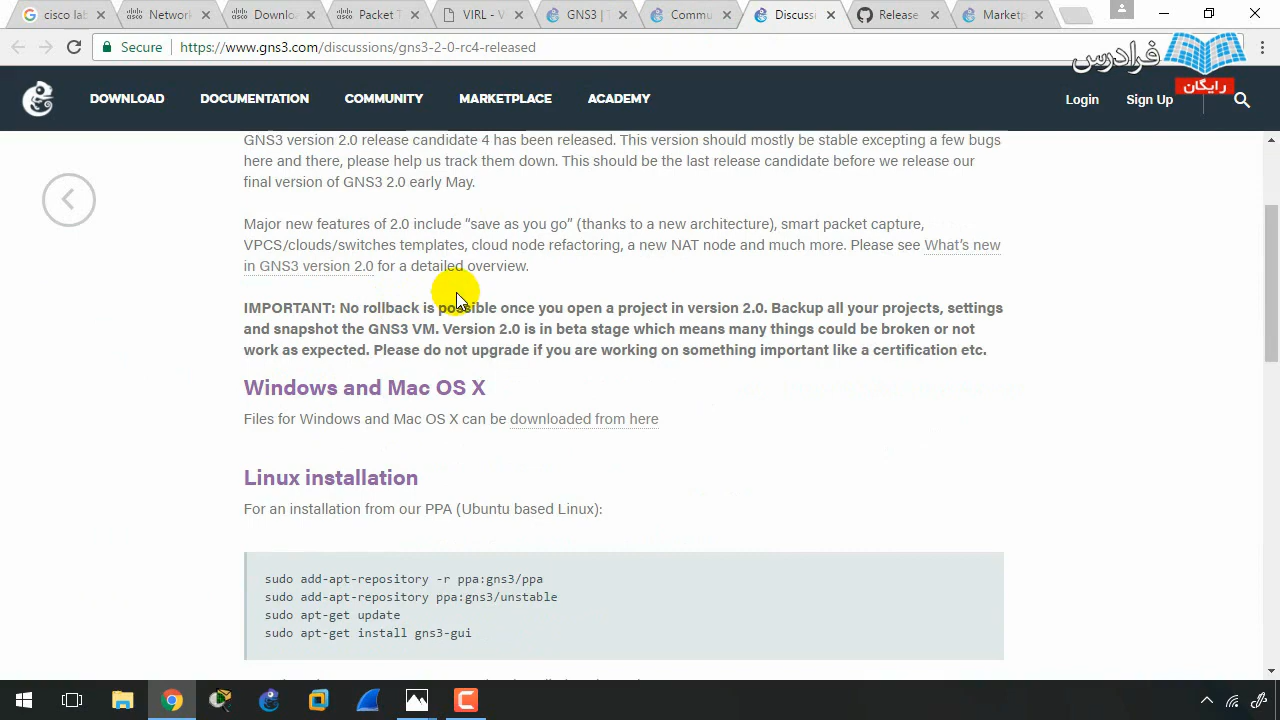 cisco lab
Network
Downlo
Packet T
VIRL - V
GNS3 | T
Commu
Discuss
Release
Marketp
Secure
https://www.gns3.com/discussions/gns3-2-0-rc4-released
فرادرس
رایگان
DOWNLOAD
DOCUMENTATION
COMMUNITY
MARKETPLACE
ACADEMY
Login
Sign Up
GNS3 version 2.0 release candidate 4 has been released. This version should mostly be stable excepting a few bugs
here and there, please help us track them down. This should be the last release candidate before we release our
final version of GNS3 2.0 early May.
Major new features of 2.0 include “save as you go” (thanks to a new architecture), smart packet capture,
VPCS/clouds/switches templates, cloud node refactoring, a new NAT node and much more. Please see What’s new
in GNS3 version 2.0 for a detailed overview.
IMPORTANT: No rollback is possible once you open a project in version 2.0. Backup all your projects, settings
and snapshot the GNS3 VM. Version 2.0 is in beta stage which means many things could be broken or not
work as expected. Please do not upgrade if you are working on something important like a certification etc.
Windows and Mac OS X
Files for Windows and Mac OS X can be downloaded from here
Linux installation
For an installation from our PPA (Ubuntu based Linux):
sudo add-apt-repository -r ppa:gns3/ppa
sudo add-apt-repository ppa:gns3/unstable
sudo apt-get update
sudo apt-get install gns3-gui